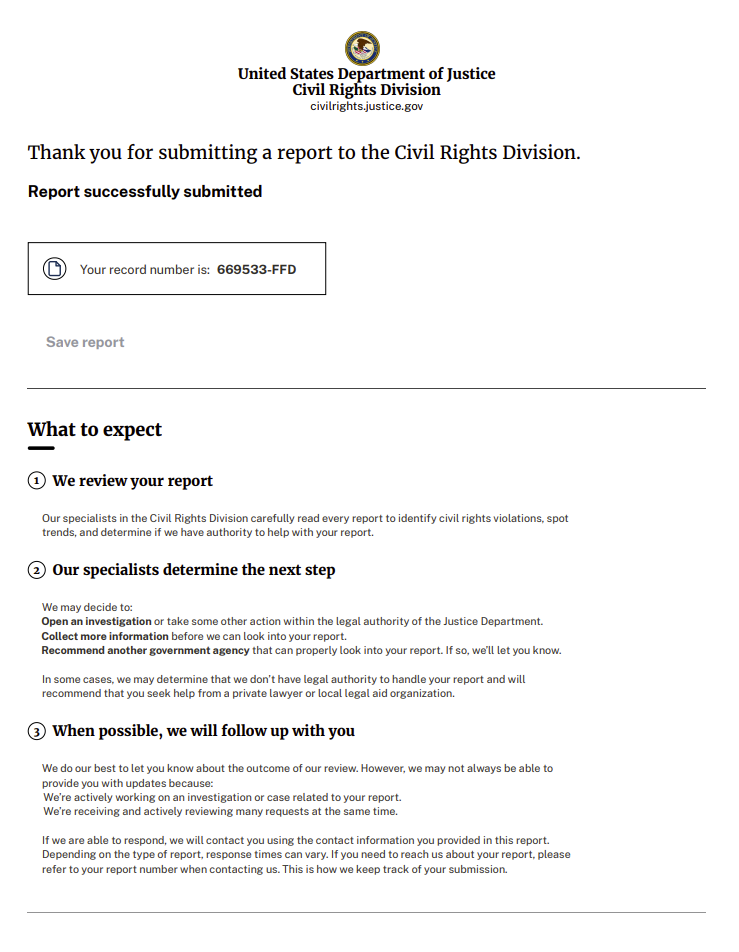 United States Department of Justice
Civil Rights Division
civilrights.justice.gov
Thank you for submitting a report to the Civil Rights Division.
Report successfully submitted
Your record number is: 669533-FFD
Save report
What to expect
1 We review your report
Our specialists in the Civil Rights Division carefully read every report to identify civil rights violations, spot
trends, and determine if we have authority to help with your report.
2 Our specialists determine the next step
We may decide to:
Open an investigation or take some other action within the legal authority of the Justice Department.
Collect more information before we can look into your report.
Recommend another government agency that can properly look into your report. If so, we’ll let you know.
In some cases, we may determine that we don’t have legal authority to handle your report and will
recommend that you seek help from a private lawyer or local legal aid organization.
3 When possible, we will follow up with you
We do our best to let you know about the outcome of our review. However, we may not always be able to
provide you with updates because:
We’re actively working on an investigation or case related to your report.
We’re receiving and actively reviewing many requests at the same time.
If we are able to respond, we will contact you using the contact information you provided in this report.
Depending on the type of report, response times can vary. If you need to reach us about your report, please
refer to your report number when contacting us. This is how we keep track of your submission.